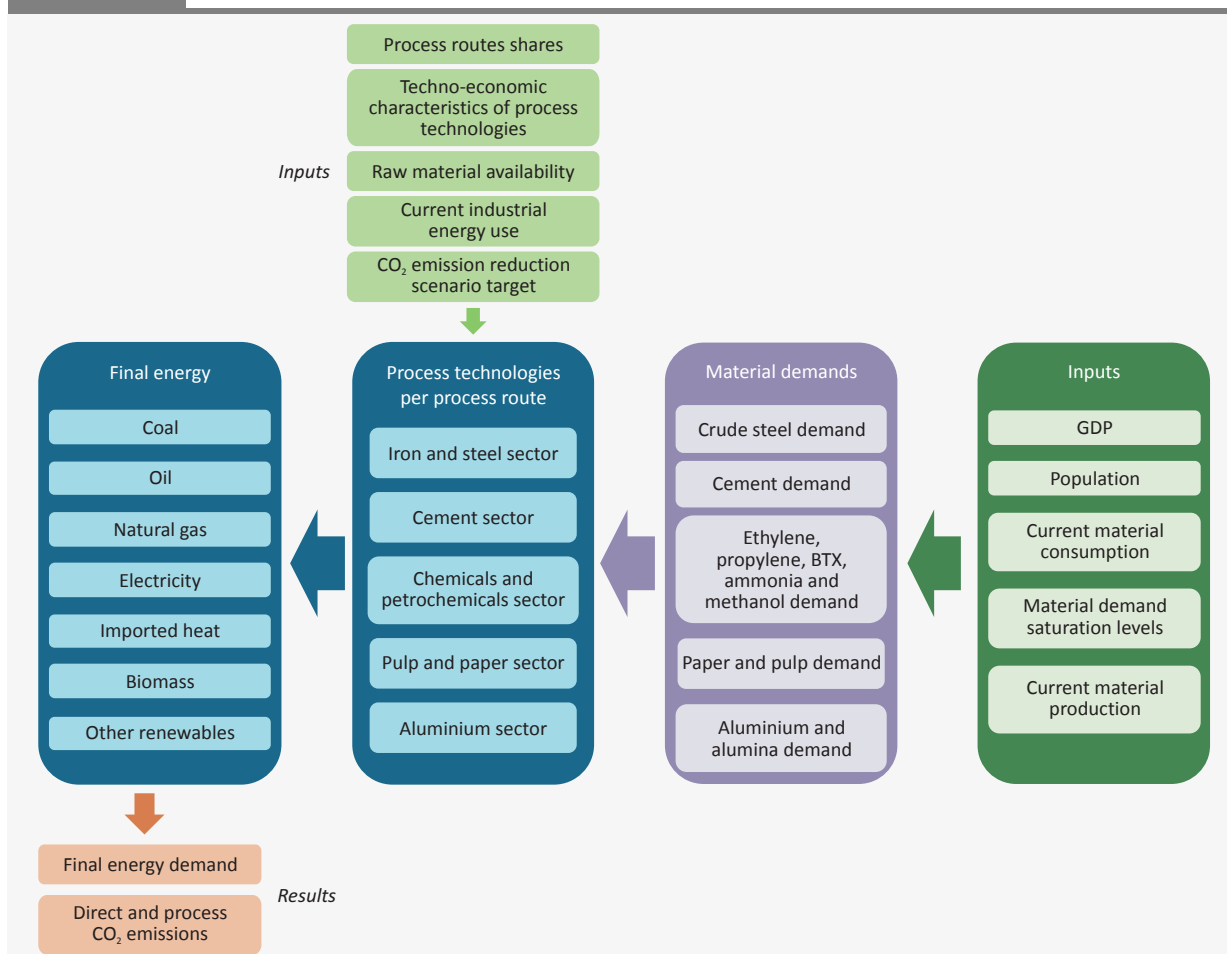 Process routes shares
Techno-economic
characteristics of process
technologies
Inputs
Raw material availability
Current industrial
energy use
CO₂ emission reduction
scenario target
Final energy
Coal
Oil
Natural gas
Electricity
Imported heat
Biomass
Other renewables
Process technologies
per process route
Iron and steel sector
Cement sector
Chemicals and
petrochemicals sector
Pulp and paper sector
Aluminium sector
Material demands
Crude steel demand
Cement demand
Ethylene,
propylene, BTX,
ammonia and
methanol demand
Paper and pulp demand
Aluminium and
alumina demand
Inputs
GDP
Population
Current material
consumption
Material demand
saturation levels
Current material
production
Final energy demand
Results
Direct and process
CO₂ emissions